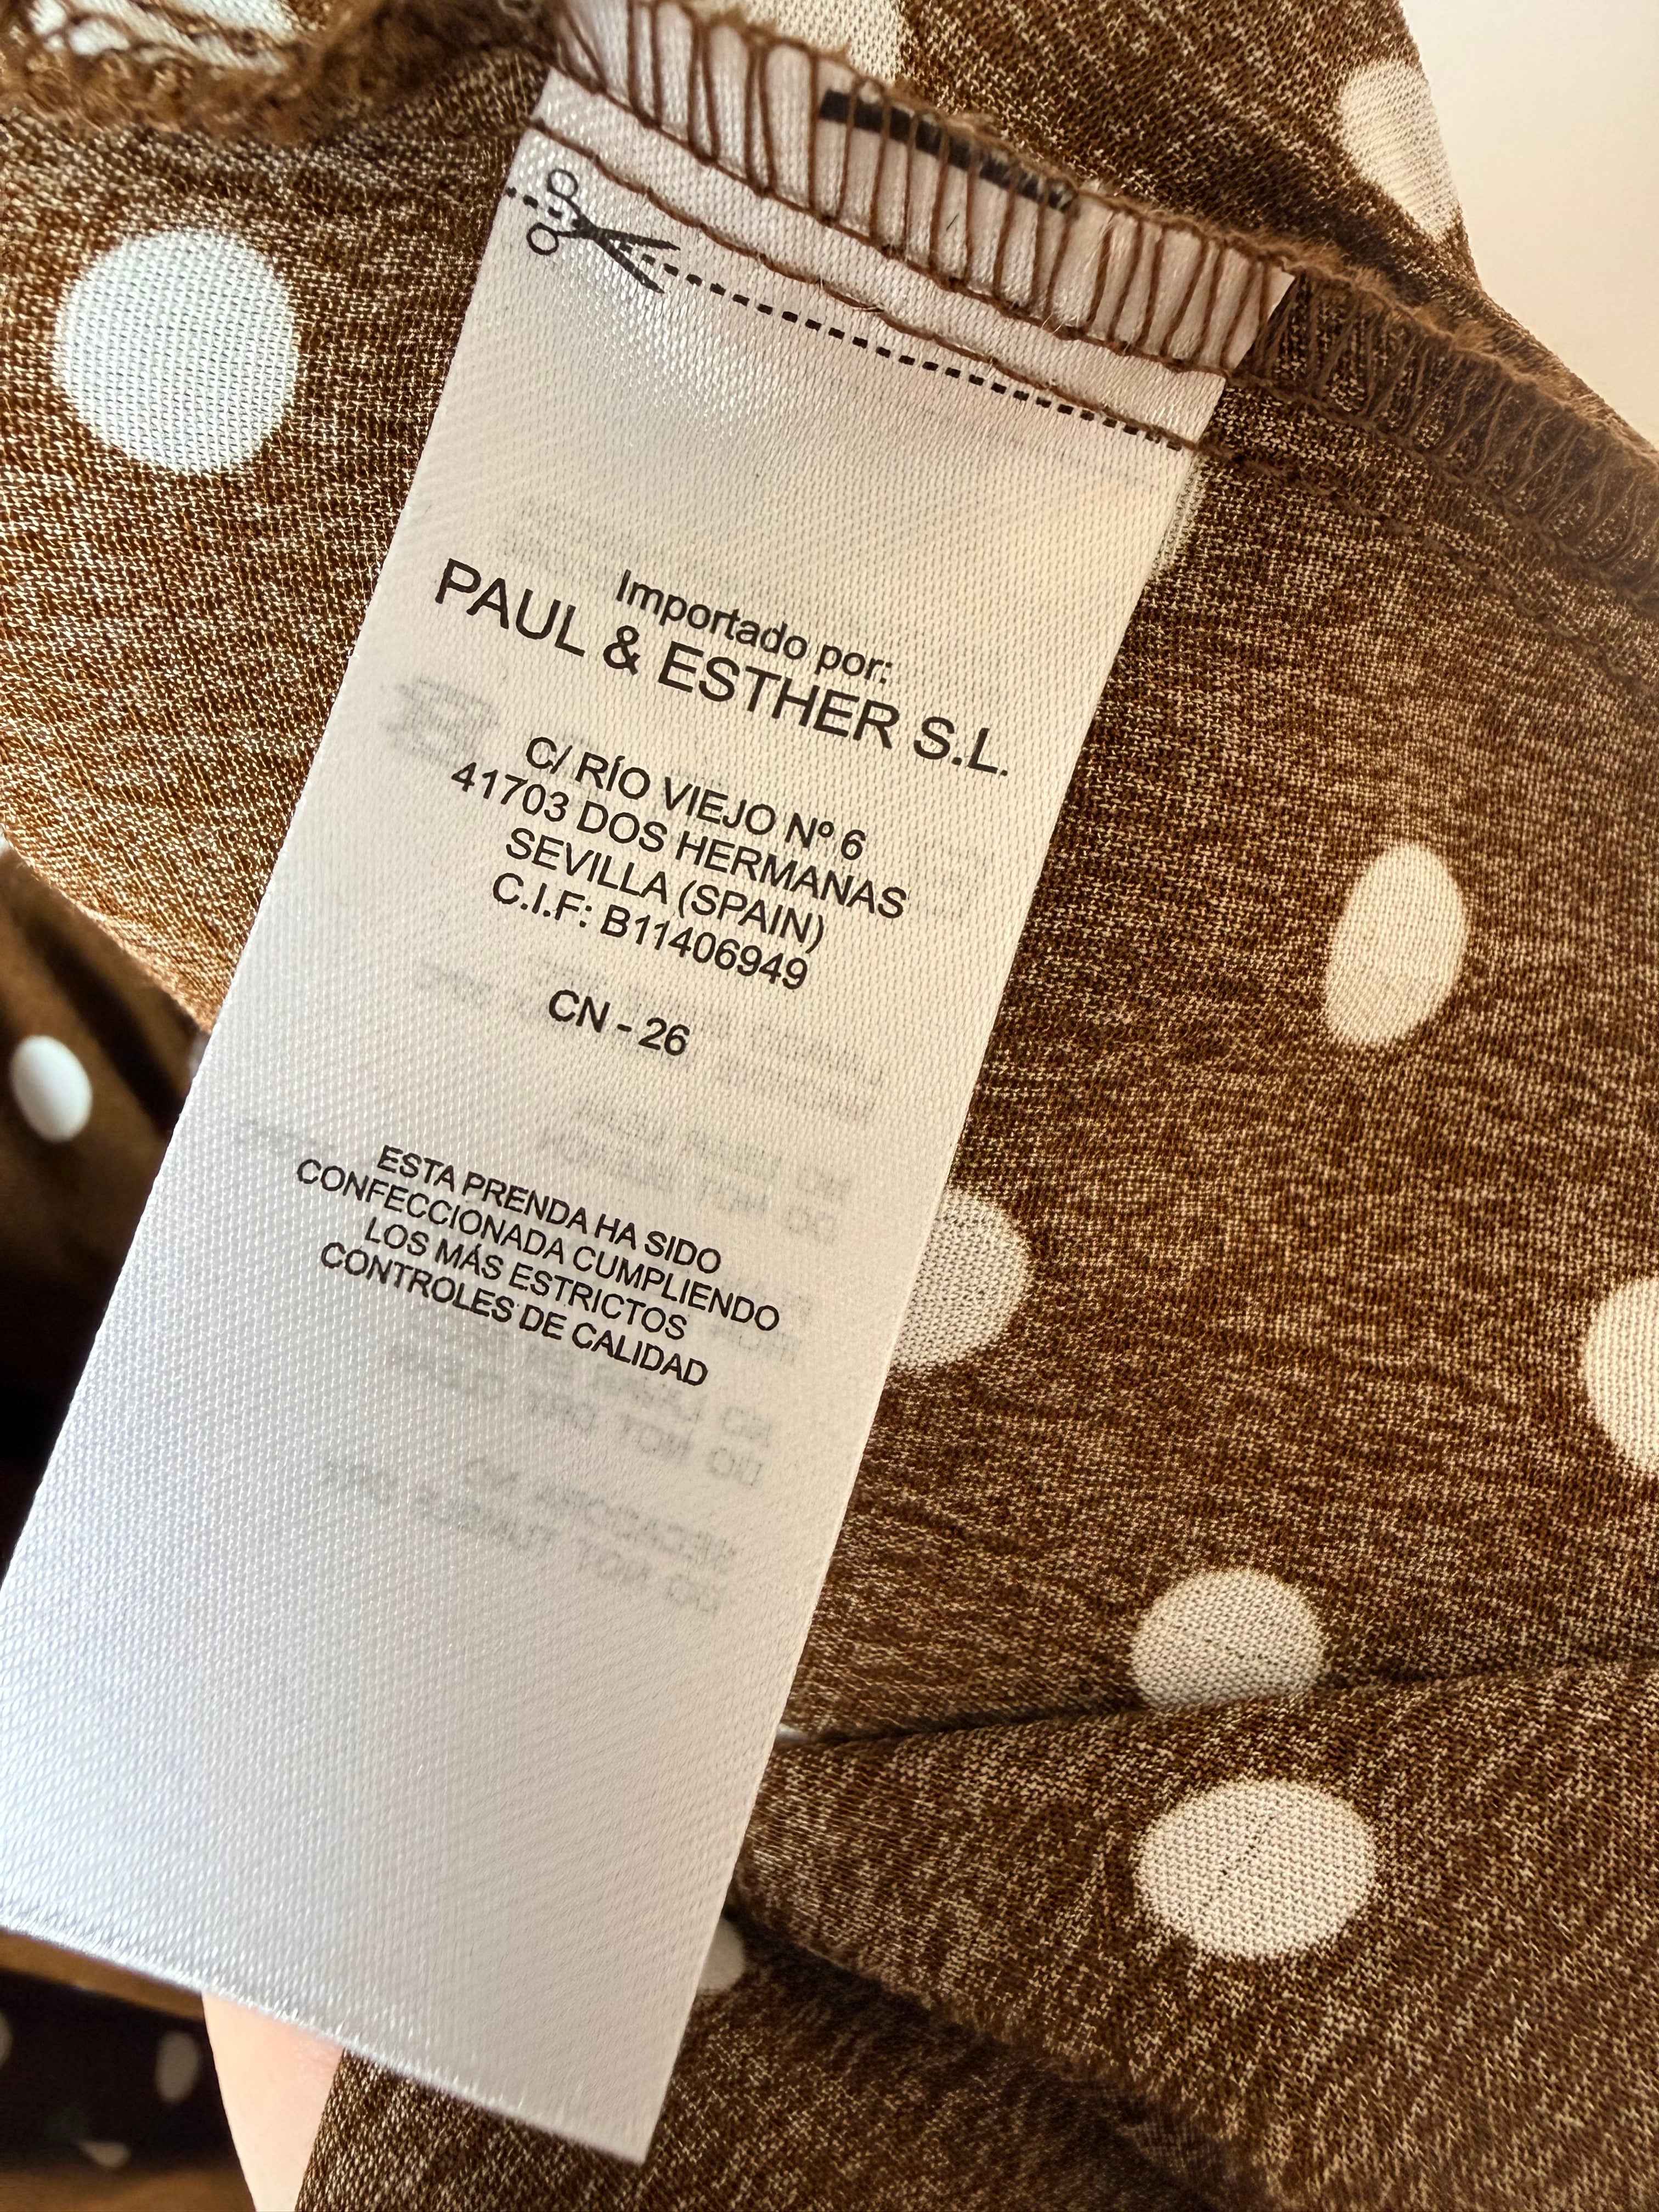 Importado por:
PAUL & ESTHER S.L.
C/ RÍO VIEJO Nº 6
41703 DOS HERMANAS
SEVILLA (SPAIN)
C.I.F: B11406949
CN - 26
ESTA PRENDA HA SIDO
CONFECCIONADA CUMPLIENDO
LOS MÁS ESTRICTOS
CONTROLES DE CALIDAD